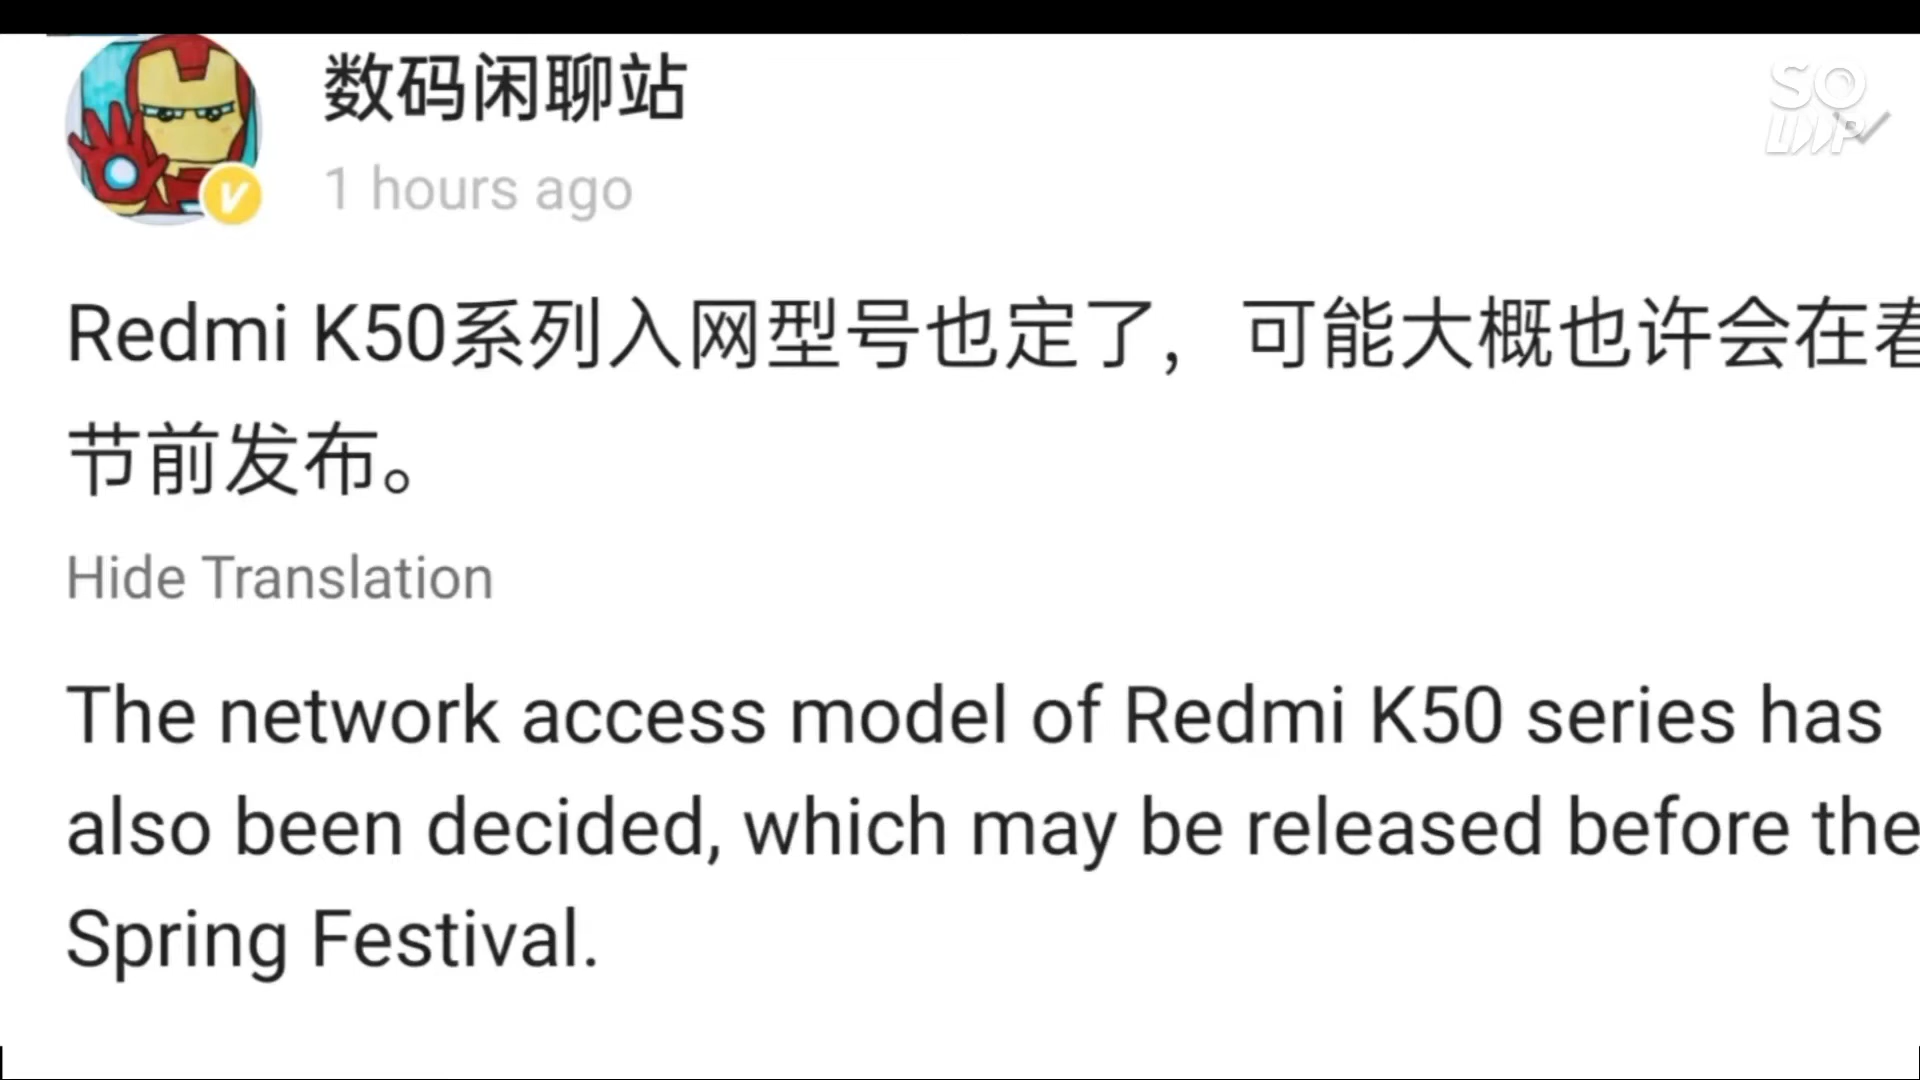 数码闲聊站
1 hours ago
Redmi K50系列入网型号也定了，可能大概也许会在春
节前发布。
Hide Translation
The network access model of Redmi K50 series has
also been decided, which may be released before the
Spring Festival.